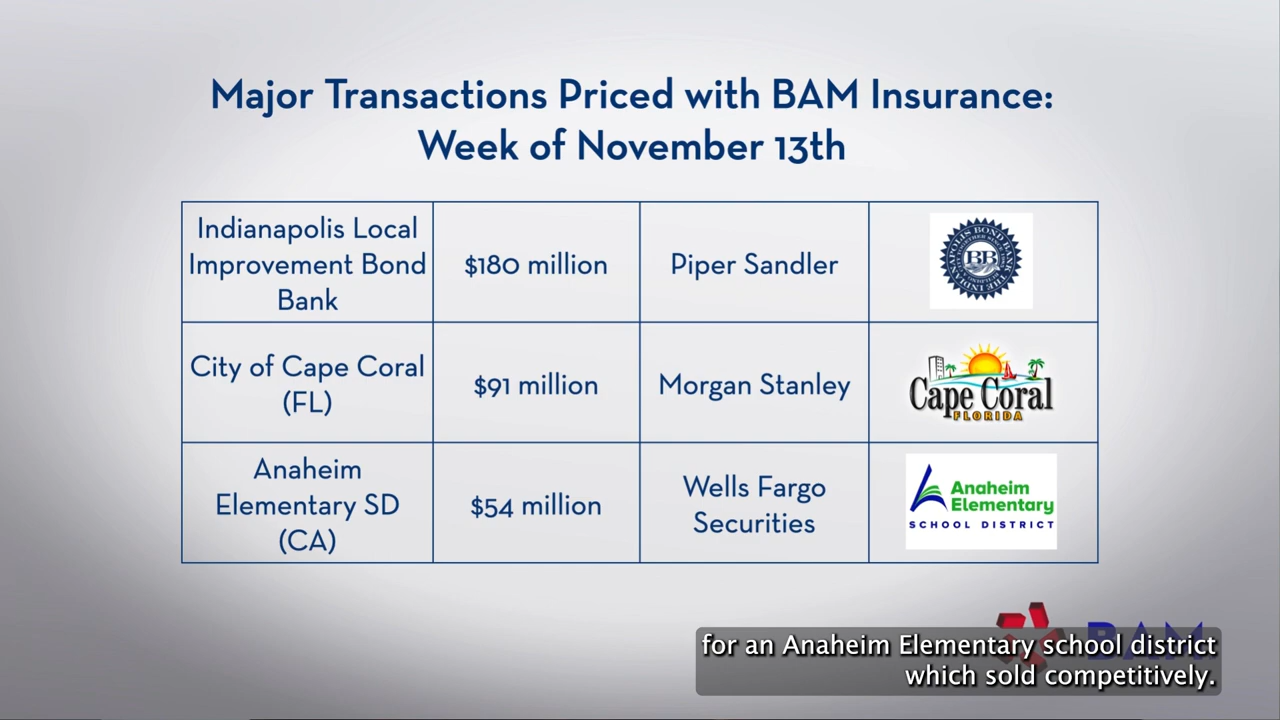 Major Transactions Priced with BAM Insurance:
Week of November 13th
Indianapolis Local
Improvement Bond
Bank
$180 million
Piper Sandler
BB
City of Cape Coral
(FL)
$91 million
Morgan Stanley
Cape Coral
FLORIDA
Anaheim
Elementary SD
(CA)
$54 million
Wells Fargo
Securities
Anaheim
Elementary
SCHOOL DISTRICT
BAM
for an Anaheim Elementary school district
which sold competitively.